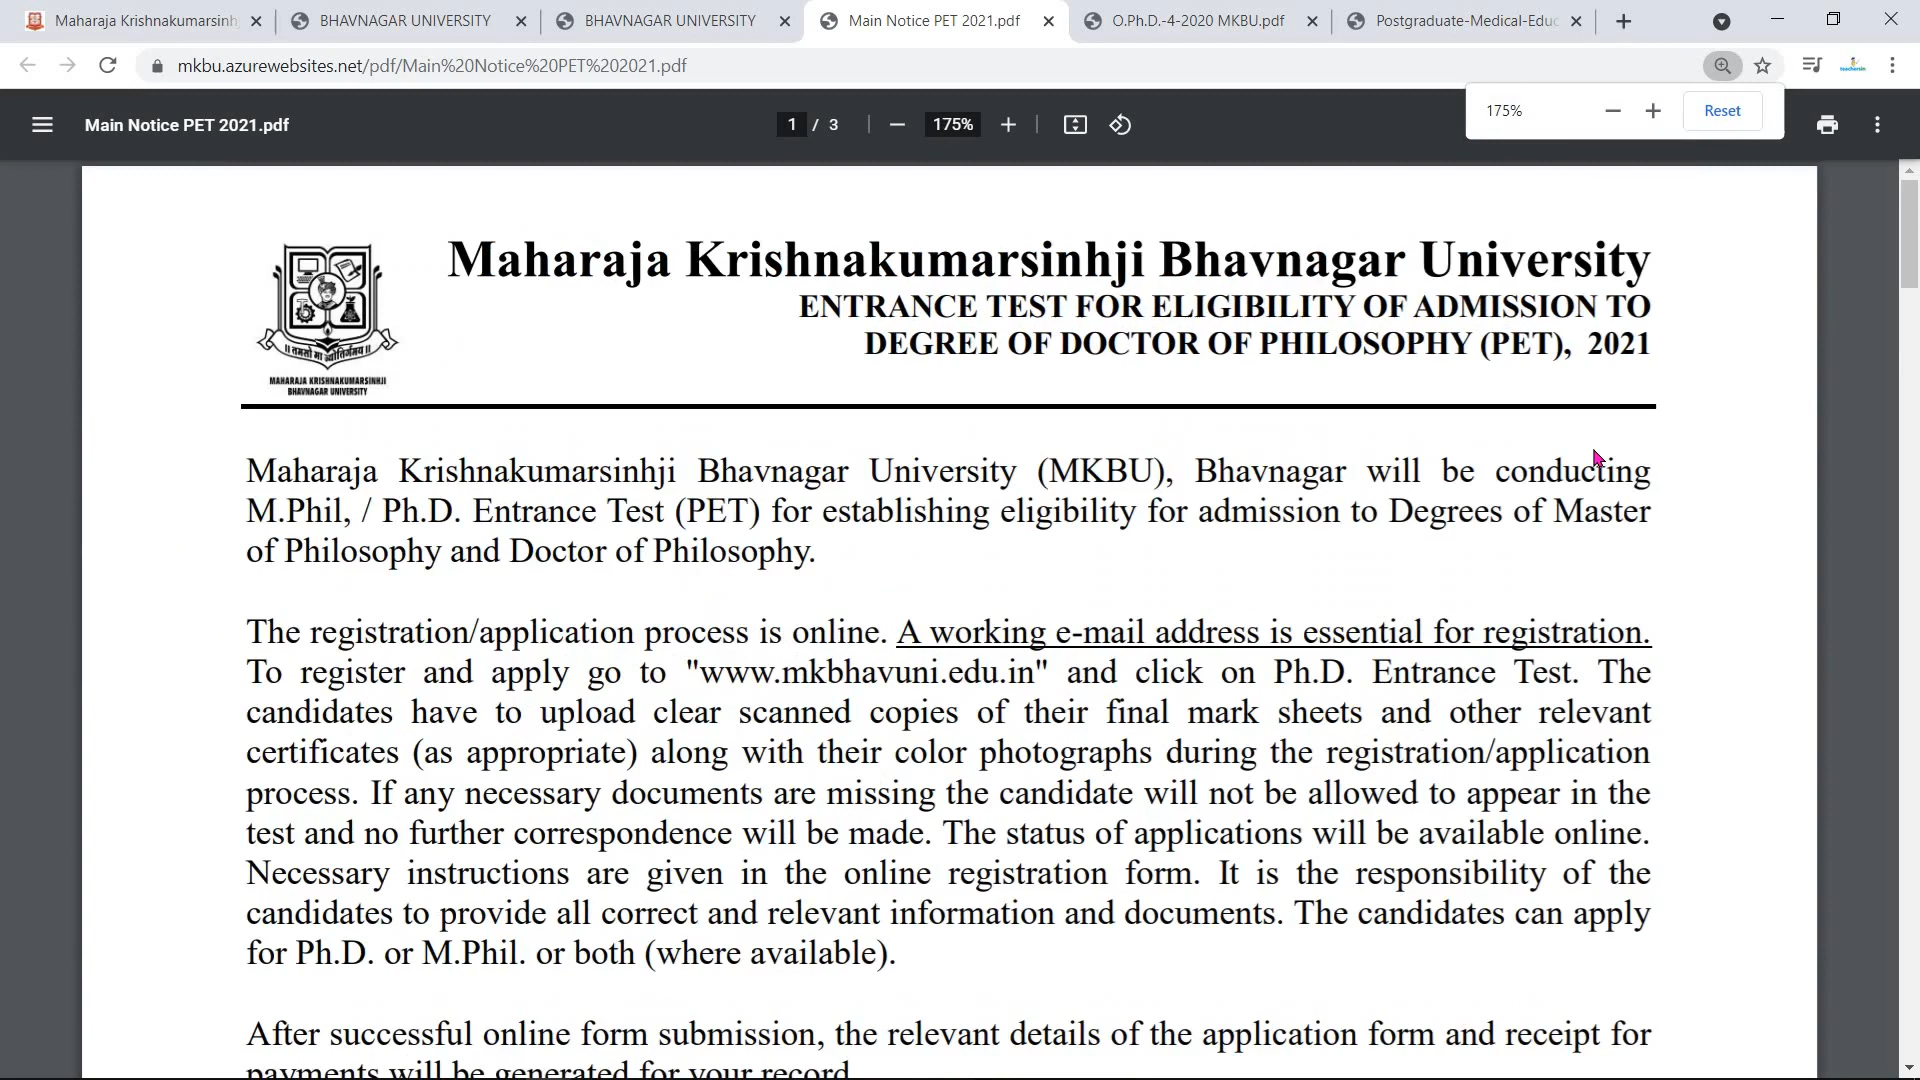 Maharaja Krishnakumarsinh
BHAVNAGAR UNIVERSITY
BHAVNAGAR UNIVERSITY
Main Notice PET 2021.pdf
O.Ph.D.-4-2020 MKBU.pdf
Postgraduate-Medical-Educ
mkbu.azurewebsites.net/pdf/Main%20Notice%20PET%202021.pdf
175%
Reset
Main Notice PET 2021.pdf
1 / 3
175%
Maharaja Krishnakumarsinhji Bhavnagar University
ENTRANCE TEST FOR ELIGIBILITY OF ADMISSION TO
DEGREE OF DOCTOR OF PHILOSOPHY (PET), 2021
॥ तमसो मा ज्योतिर्गमय ॥
MAHARAJA KRISHNAKUMARSINHJI
BHAVNAGAR UNIVERSITY
Maharaja Krishnakumarsinhji Bhavnagar University (MKBU), Bhavnagar will be conducting
M.Phil, / Ph.D. Entrance Test (PET) for establishing eligibility for admission to Degrees of Master
of Philosophy and Doctor of Philosophy.
The registration/application process is online. A working e-mail address is essential for registration.
To register and apply go to "www.mkbhavuni.edu.in" and click on Ph.D. Entrance Test. The
candidates have to upload clear scanned copies of their final mark sheets and other relevant
certificates (as appropriate) along with their color photographs during the registration/application
process. If any necessary documents are missing the candidate will not be allowed to appear in the
test and no further correspondence will be made. The status of applications will be available online.
Necessary instructions are given in the online registration form. It is the responsibility of the
candidates to provide all correct and relevant information and documents. The candidates can apply
for Ph.D. or M.Phil. or both (where available).
After successful online form submission, the relevant details of the application form and receipt for
payments will be generated for your record